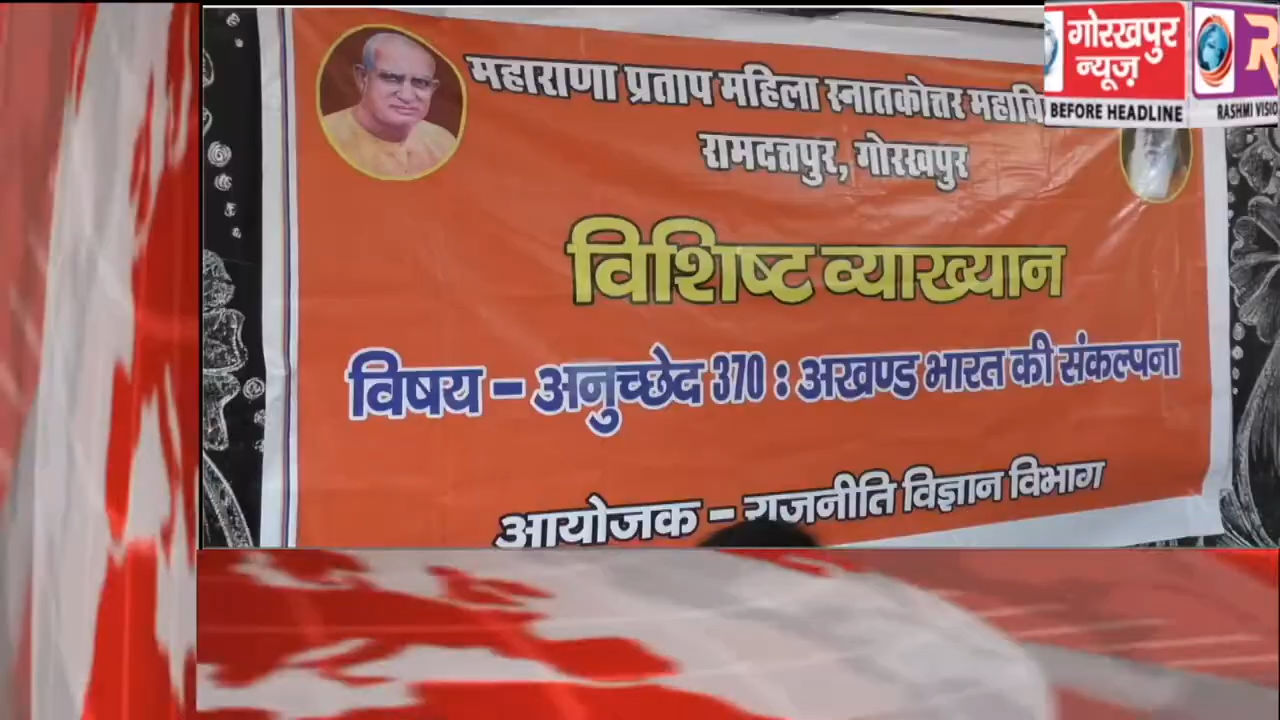 महाराणा प्रताप महिला स्नातकोत्तर
रामदत्तपुर, गोरखपुर
विशिष्ट व्याख्यान
विषय – अनुच्छेद 370 : अखण्ड भारत की संकल्पना
आयोजक – राजनीति विज्ञान विभाग
गोरखपुर
न्यूज़
BEFORE HEADLINE
RASHMI